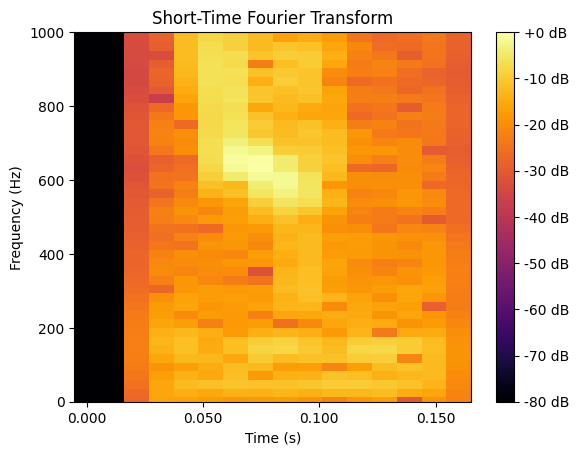 Short-Time Fourier Transform
1000
800
600
400
200
0
Frequency (Hz)
0.000
0.050
0.100
0.150
Time (s)
+0 dB
-10 dB
-20 dB
-30 dB
-40 dB
-50 dB
-60 dB
-70 dB
-80 dB